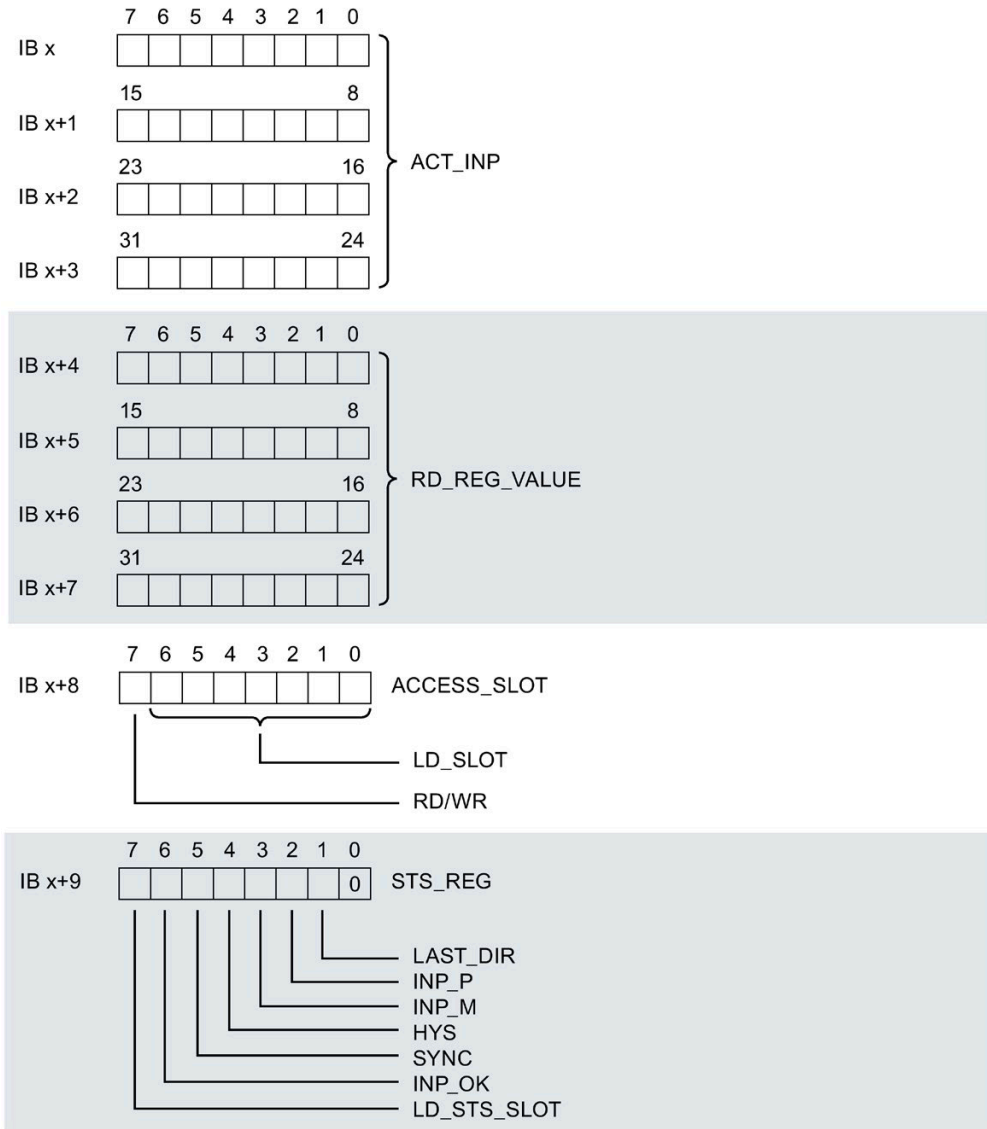 7 6 5 4 3 2 1 0
IB x
15 8
IB x+1
ACT_INP
23 16
IB x+2
31 24
IB x+3
7 6 5 4 3 2 1 0
IB x+4
15 8
IB x+5
RD_REG_VALUE
23 16
IB x+6
31 24
IB x+7
7 6 5 4 3 2 1 0
IB x+8 ACCESS_SLOT
LD_SLOT
RD/WR
7 6 5 4 3 2 1 0
IB x+9 0 STS_REG
LAST_DIR
INP_P
INP_M
HYS
SYNC
INP_OK
LD_STS_SLOT